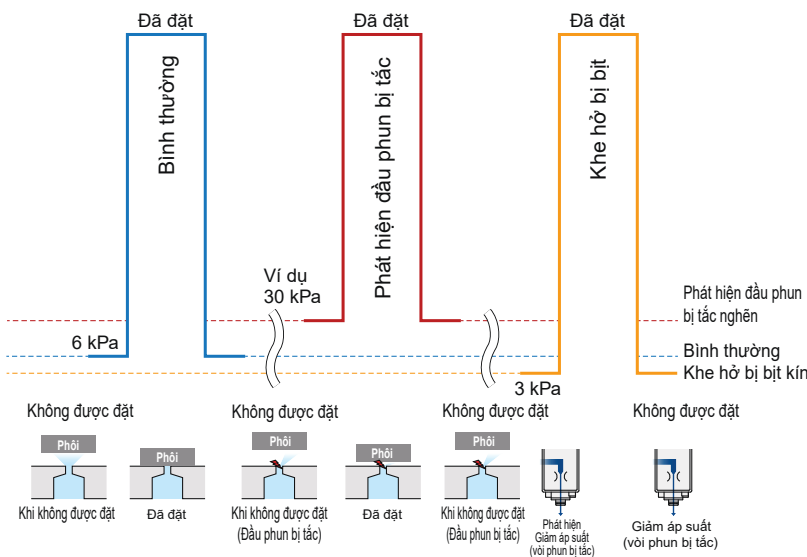 Đã đặt
Đã đặt
Đã đặt
Bình thường
Phát hiện đầu phun bị tắc
Khe hở bị bịt
Ví dụ
30 kPa
6 kPa
3 kPa
Phát hiện đầu phun
bị tắc nghẽn
Bình thường
Khe hở bị bịt kín
Không được đặt
Không được đặt
Không được đặt
Không được đặt
Phôi
Phôi
Phôi
Phôi
Phôi
Khi không được đặt
Đã đặt
Khi không được đặt
(Đầu phun bị tắc)
Đã đặt
Khi không được đặt
(Đầu phun bị tắc)
Phát hiện
Giảm áp suất
(vòi phun bị tắc)
Giảm áp suất
(vòi phun bị tắc)